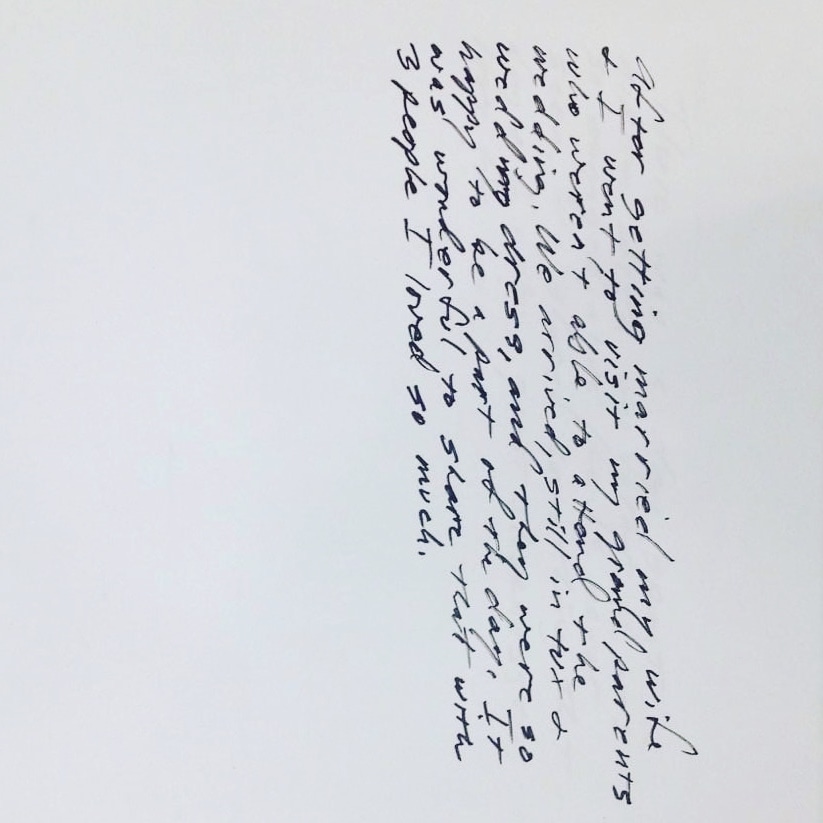 After getting married my wife
& I went to visit my grandparents
who weren't able to attend the
wedding. We arrived, still in tux &
wedding dress, and they were so
happy to be a part of the day. It
was wonderful to share that with
3 people I loved so much.